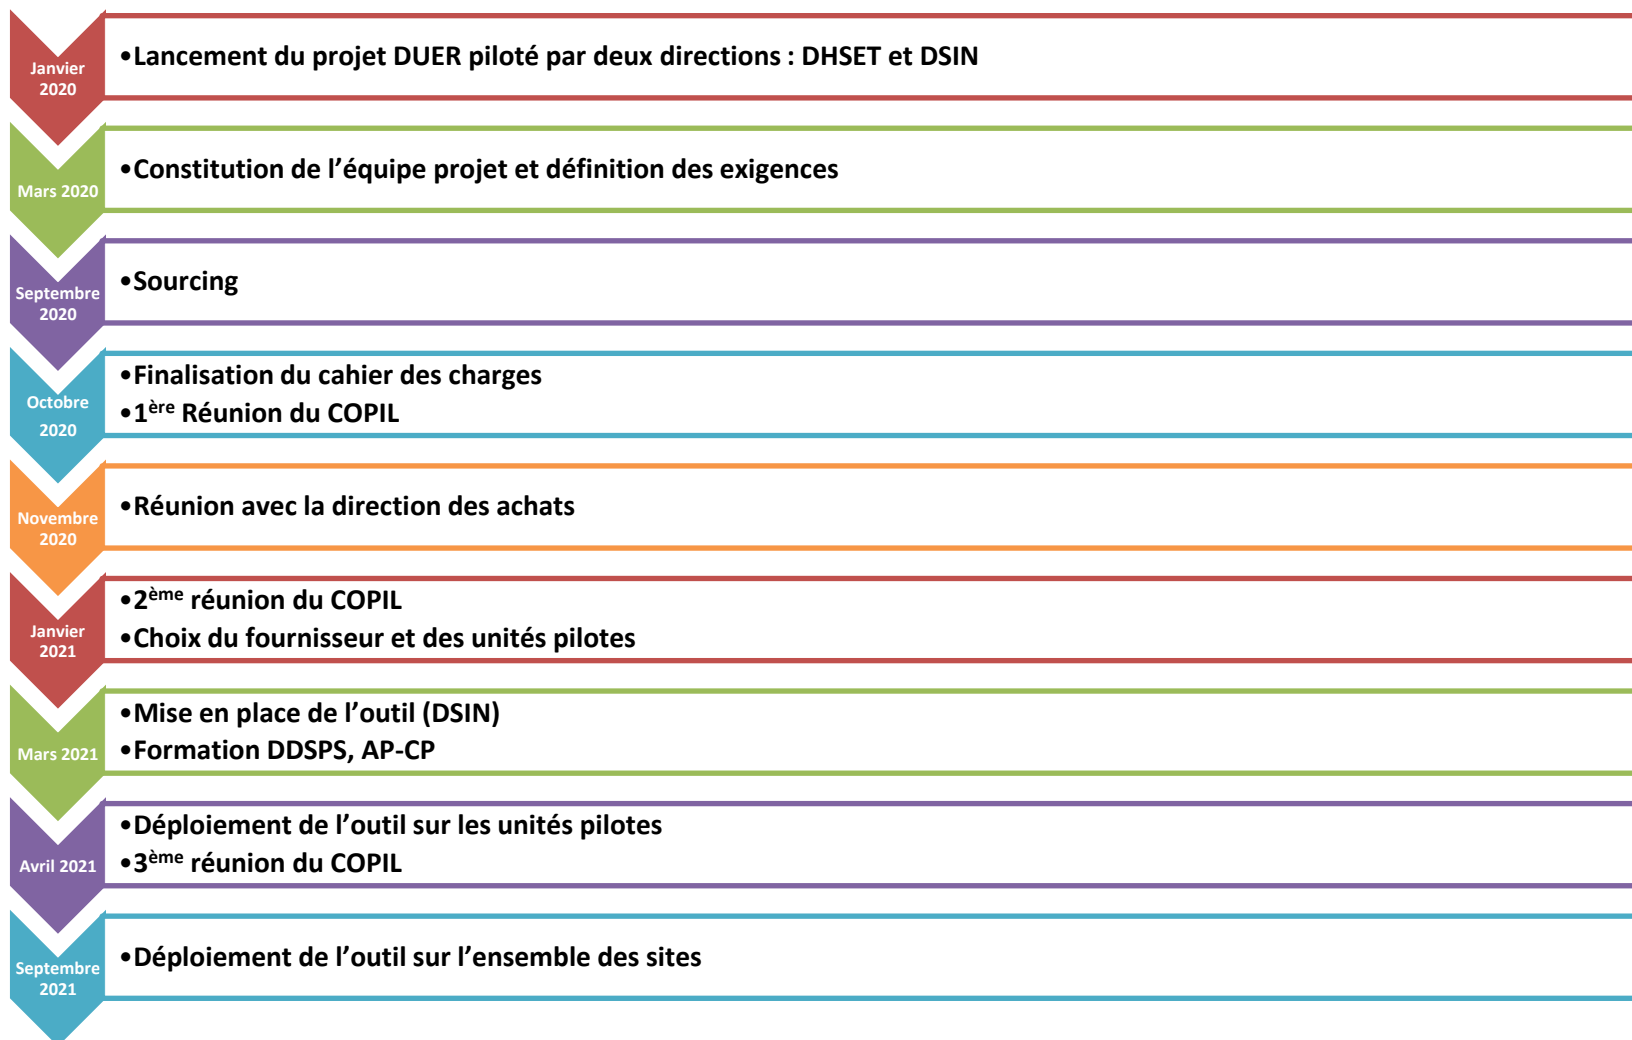 Janvier
2020
•Lancement du projet DUER piloté par deux directions : DHSET et DSIN
Mars 2020
•Constitution de l’équipe projet et définition des exigences
Septembre
2020
•Sourcing
Octobre
2020
•Finalisation du cahier des charges
•1ère Réunion du COPIL
Novembre
2020
•Réunion avec la direction des achats
Janvier
2021
•2ème réunion du COPIL
•Choix du fournisseur et des unités pilotes
Mars 2021
•Mise en place de l’outil (DSIN)
•Formation DDSPS, AP-CP
Avril 2021
•Déploiement de l’outil sur les unités pilotes
•3ème réunion du COPIL
Septembre
2021
•Déploiement de l’outil sur l’ensemble des sites